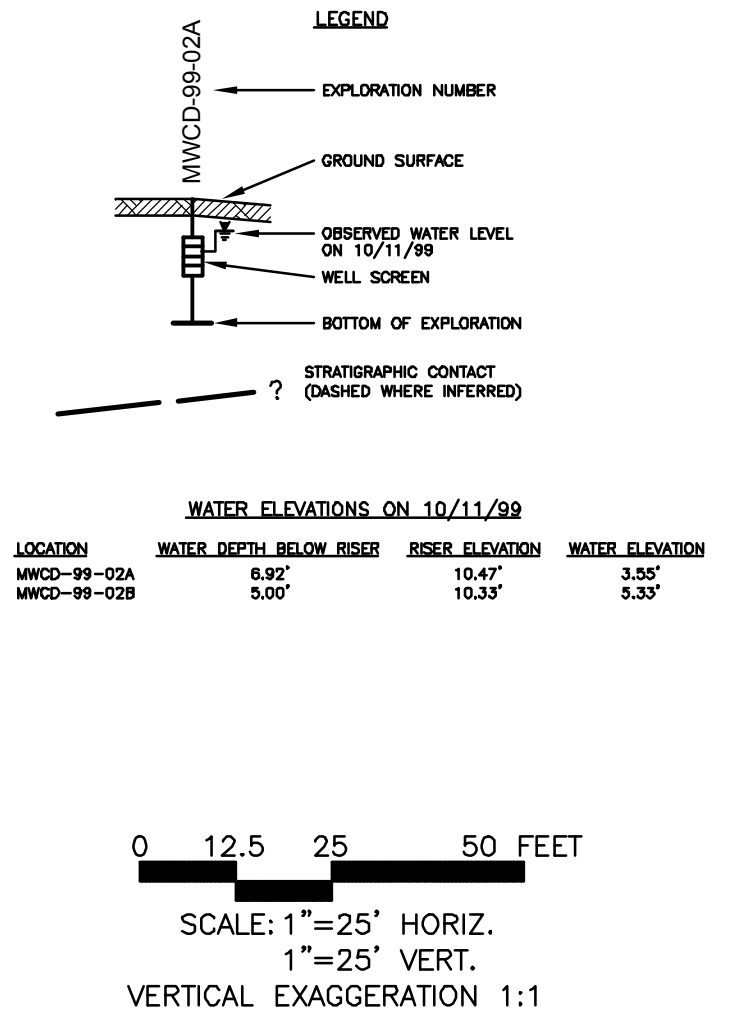 LEGEND
MWCD-99-02A
EXPLORATION NUMBER
GROUND SURFACE
OBSERVED WATER LEVEL
ON 10/11/99
WELL SCREEN
BOTTOM OF EXPLORATION
?
STRATIGRAPHIC CONTACT
(DASHED WHERE INFERRED)
WATER ELEVATIONS ON 10/11/99
LOCATION WATER DEPTH BELOW RISER RISER ELEVATION WATER ELEVATION
MWCD-99-02A 6.92' 10.47' 3.55'
MWCD-99-02B 5.00' 10.33' 5.33'
0 12.5 25 50 FEET
SCALE: 1"=25' HORIZ.
1"=25' VERT.
VERTICAL EXAGGERATION 1:1